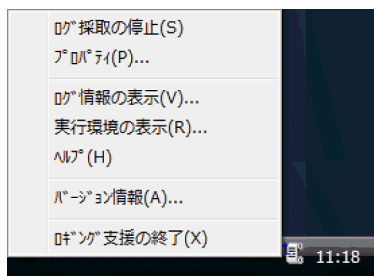 ﾛｸﾞ採取の停止(S)
ﾌﾟﾛﾊﾟﾃｨ(P)...
ﾛｸﾞ情報の表示(V)...
実行環境の表示(R)...
ﾍﾙﾌﾟ(H)
ﾊﾞｰｼﾞｮﾝ情報(A)...
ﾛｷﾞﾝｸﾞ支援の終了(X)
11:18